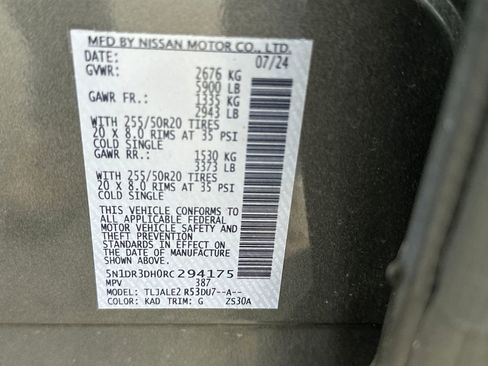 MFD BY NISSAN MOTOR CO., LTD.
DATE: 07/24
GVWR: 2676 KG
5900 LB
GAWR FR.: 1335 KG
2943 LB
WITH 255/50R20 TIRES
20 X 8.0 RIMS AT 35 PSI
COLD SINGLE
GAWR RR.: 1530 KG
3373 LB
WITH 255/50R20 TIRES
20 X 8.0 RIMS AT 35 PSI
COLD SINGLE
THIS VEHICLE CONFORMS TO
ALL APPLICABLE U.S. FEDERAL
MOTOR VEHICLE SAFETY AND
AND THEFT PREVENTION
STANDARDS IN EFFECT ON
THE DATE OF MANUFACTURE
SHOWN ABOVE.
5N1DR3DH0RC294175
MPV 387
MODEL: TLJALE2 R53DU7--A--
COLOR: KAD TRIM: G ZS30A